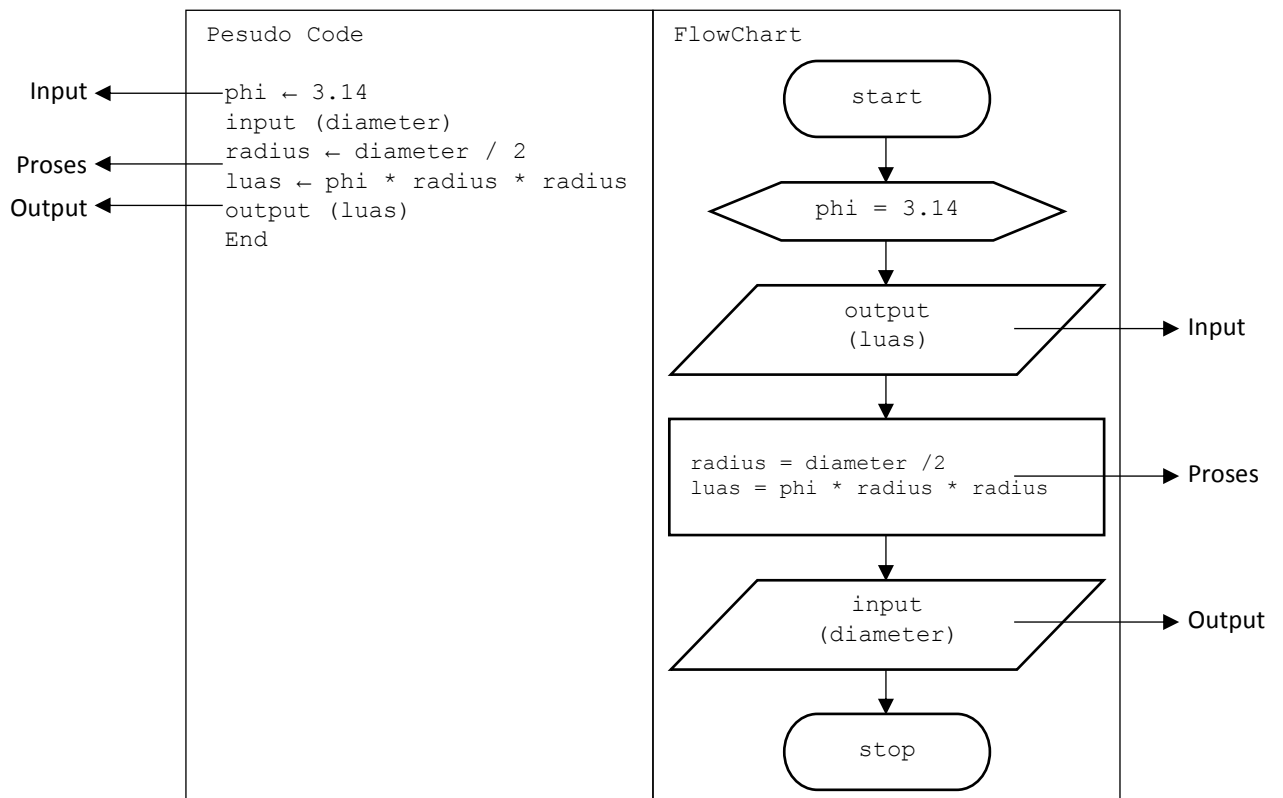 Pesudo Code
Input
phi ← 3.14
input (diameter)
Proses
radius ← diameter / 2
luas ← phi * radius * radius
Output
output (luas)
End
FlowChart
start
phi = 3.14
output
(luas)
Input
radius = diameter /2
luas = phi * radius * radius
Proses
input
(diameter)
Output
stop